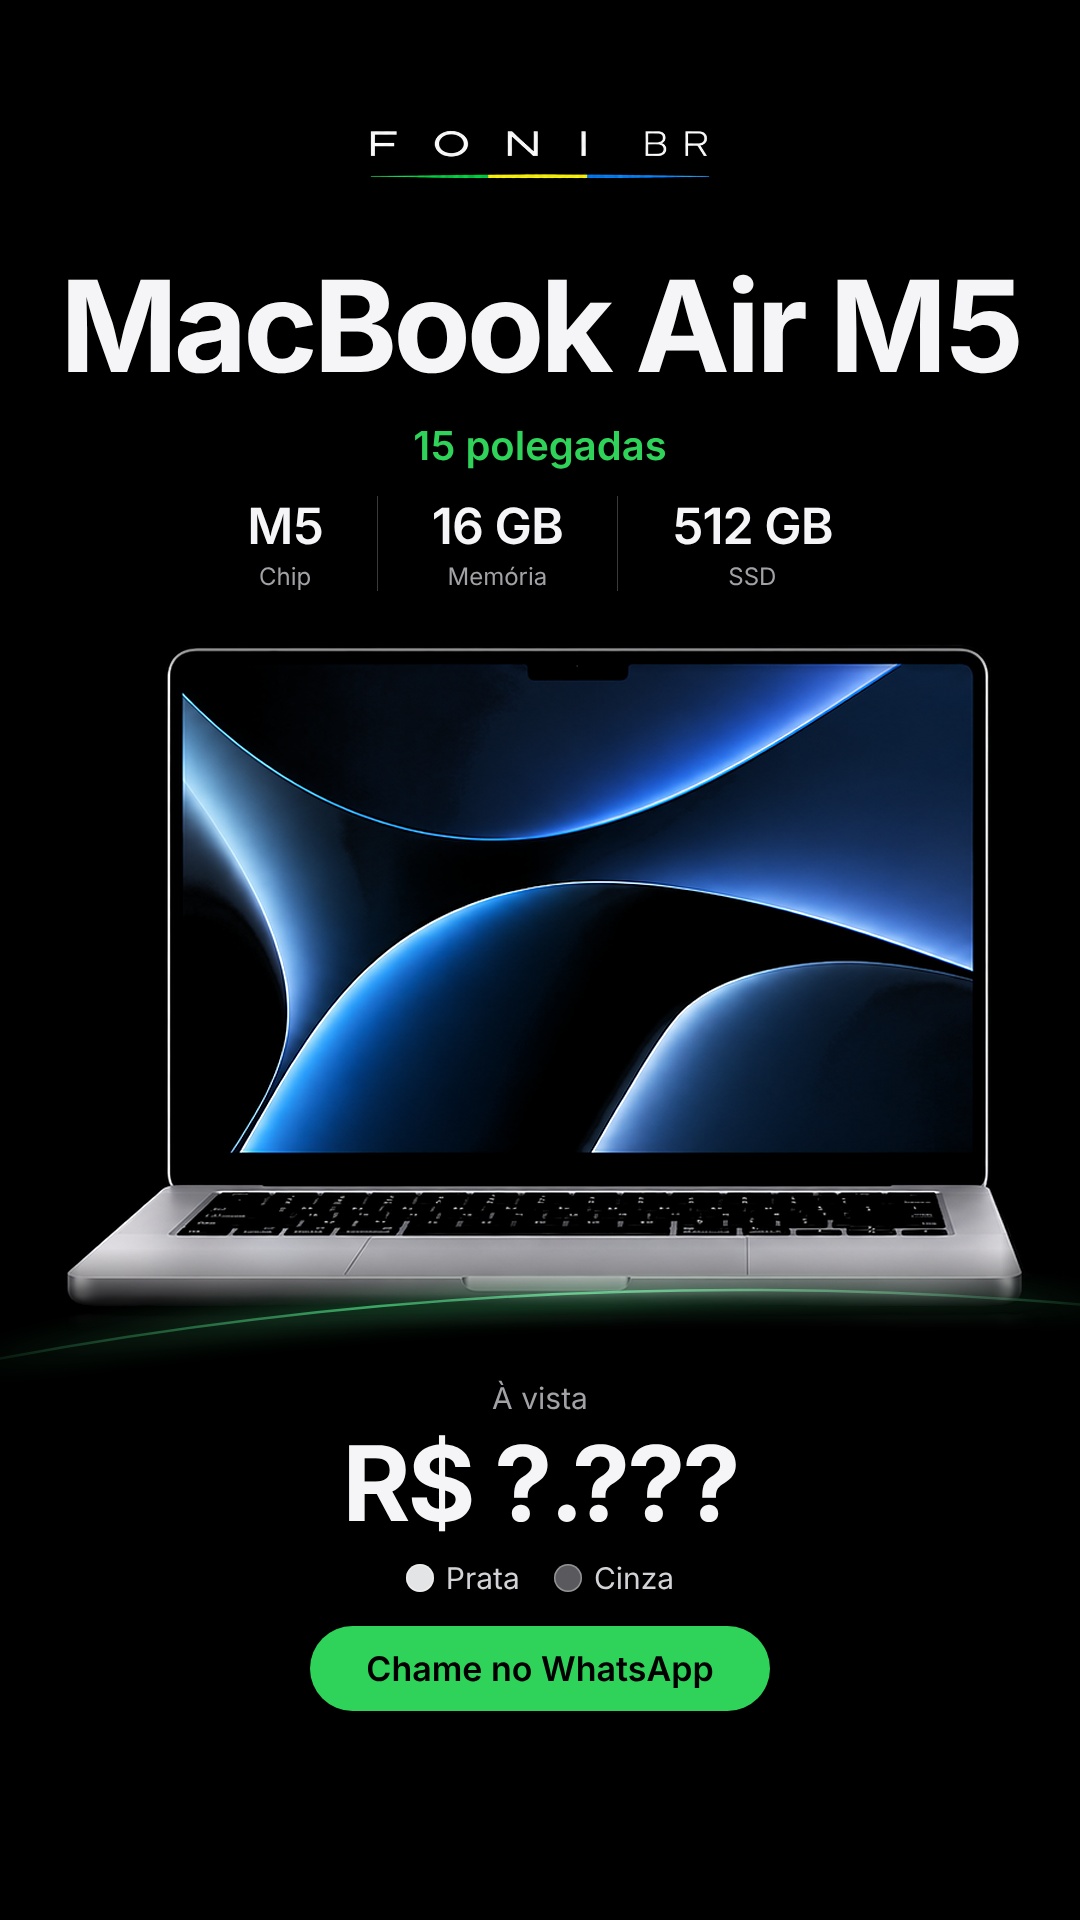 FONI BR
MacBook Air M5
15 polegadas
M5
Chip
16 GB
Memória
512 GB
SSD
À vista
R$ ?.???
Prata
Cinza
Chame no WhatsApp